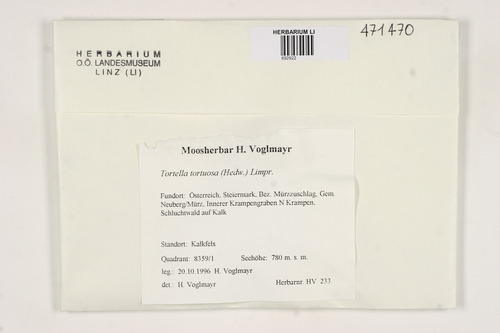 HERBARIUM LI
692922
471470
HERBARIUM
O.Ö. LANDESMUSEUM
LINZ (LI)
Moosherbar H. Voglmayr
Tortella tortuosa (Hedw.) Limpr.
Fundort: Österreich, Steiermark, Bez. Mürzzuschlag, Gem.
Neuberg/Mürz, Innerer Krampengraben N Krampen,
Schluchtwald auf Kalk
Standort: Kalkfels
Quadrant: 8359/1 Seehöhe: 780 m. s. m.
leg.: 20.10.1996 H. Voglmayr
det.: H. Voglmayr Herbarnr. HV 233